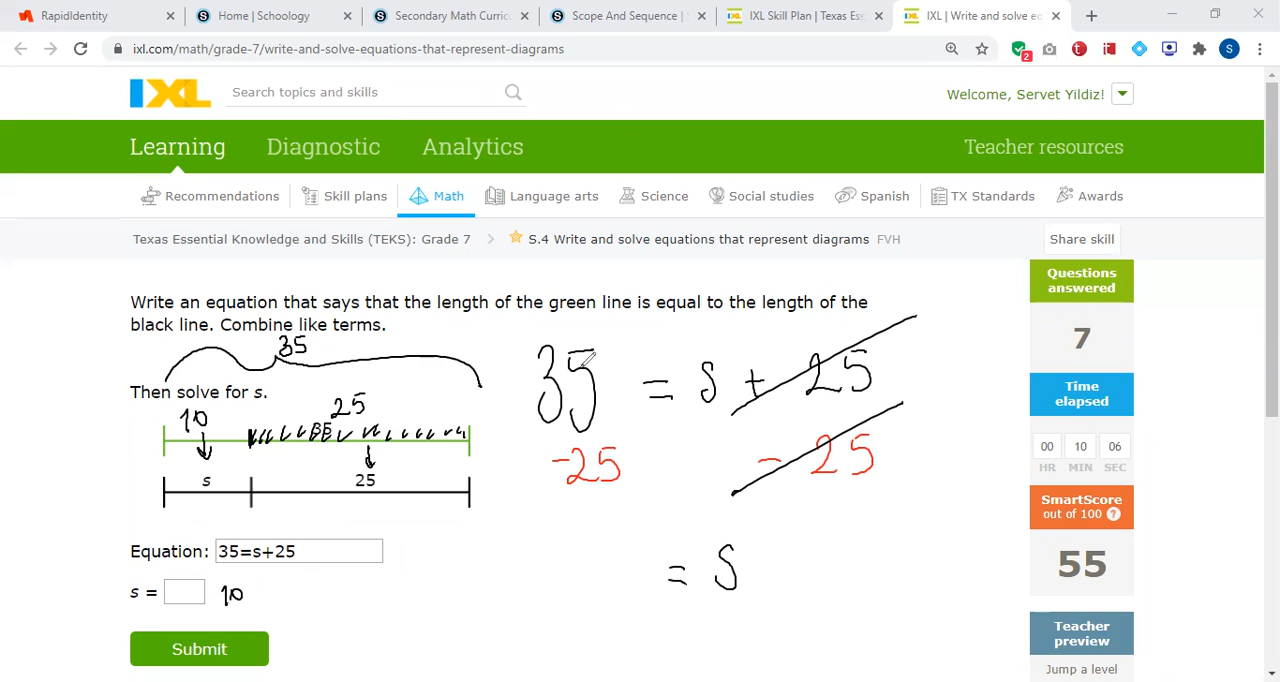 RapidIdentity
Home | Schoology
Secondary Math Curric
Scope And Sequence |
IXL Skill Plan | Texas Ess
IXL | Write and solve ec
ixl.com/math/grade-7/write-and-solve-equations-that-represent-diagrams
2
S
IXL
Search topics and skills
Welcome, Servet Yildiz!
Learning
Diagnostic
Analytics
Teacher resources
Recommendations
Skill plans
Math
Language arts
Science
Social studies
Spanish
TX Standards
Awards
Texas Essential Knowledge and Skills (TEKS): Grade 7 > S.4 Write and solve equations that represent diagrams FVH
Share skill
Write an equation that says that the length of the green line is equal to the length of the
black line. Combine like terms.
35
Then solve for s.
10
25
35
s
25
35 = s + 25
-25 - 25
= s
Equation: 35=s+25
s = 10
Submit
Questions
answered
7
Time
elapsed
00 10 06
HR MIN SEC
SmartScore
out of 100 ?
55
Teacher
preview
Jump a level